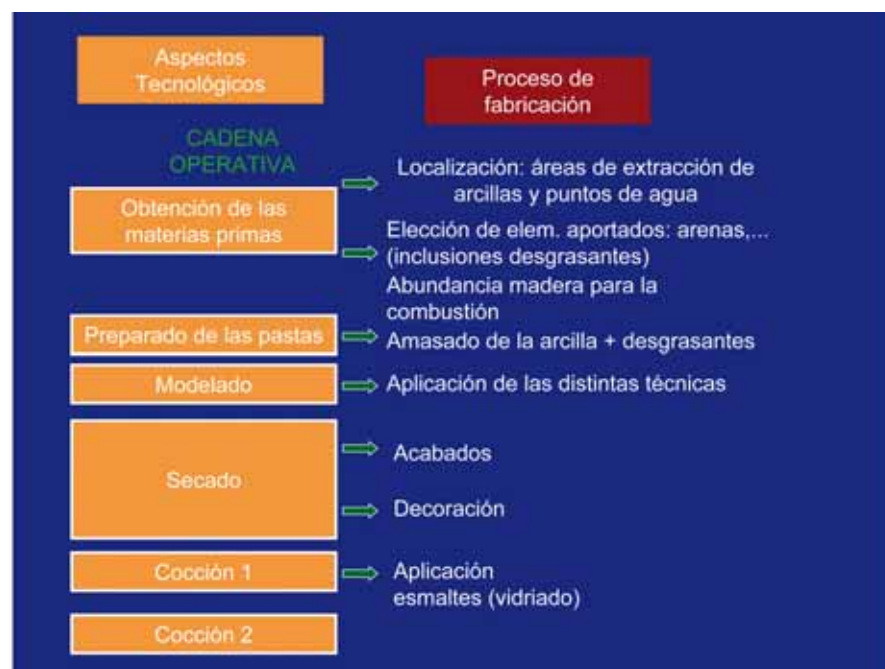 Aspectos
Tecnológicos
Proceso de
fabricación
CADENA
OPERATIVA
Obtención de las
materias primas
Localización: áreas de extracción de
arcillas y puntos de agua
Elección de elem. aportados: arenas,...
(inclusiones desgrasantes)
Abundancia madera para la
combustión
Preparado de las pastas
Amasado de la arcilla + desgrasantes
Modelado
Aplicación de las distintas técnicas
Secado
Acabados
Decoración
Cocción 1
Aplicación
esmaltes (vidriado)
Cocción 2